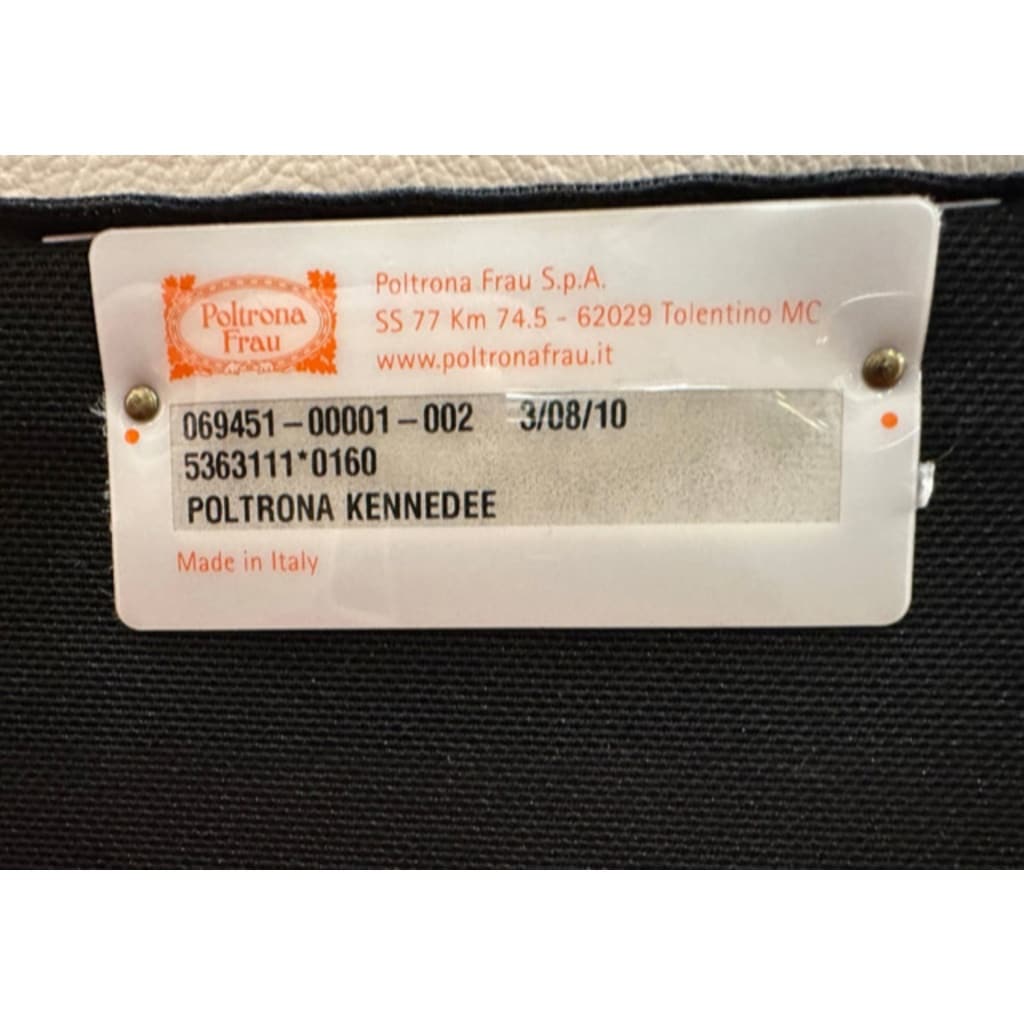 Poltrona
Frau
Poltrona Frau S.p.A.
SS 77 Km 74.5 - 62029 Tolentino MC
www.poltronafrau.it
069451-00001-002 3/08/10
5363111*0160
POLTRONA KENNEDEE
Made in Italy